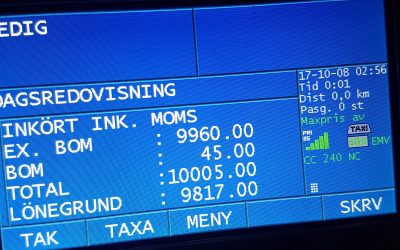 EDIG
DAGSREDOVISNING
INKÖRT INK. MOMS
EX. BOM : 9960.00
BOM : 45.00
TOTAL : 10005.00
LÖNEGRUND : 9817.00
17-10-08 02:56
Tid 0:01
Dist 0,0 km
Pasg. 0 st
Maxpris av
TAXI
EMV
CC 240 NC
TAK
TAXA
MENY
SKRV